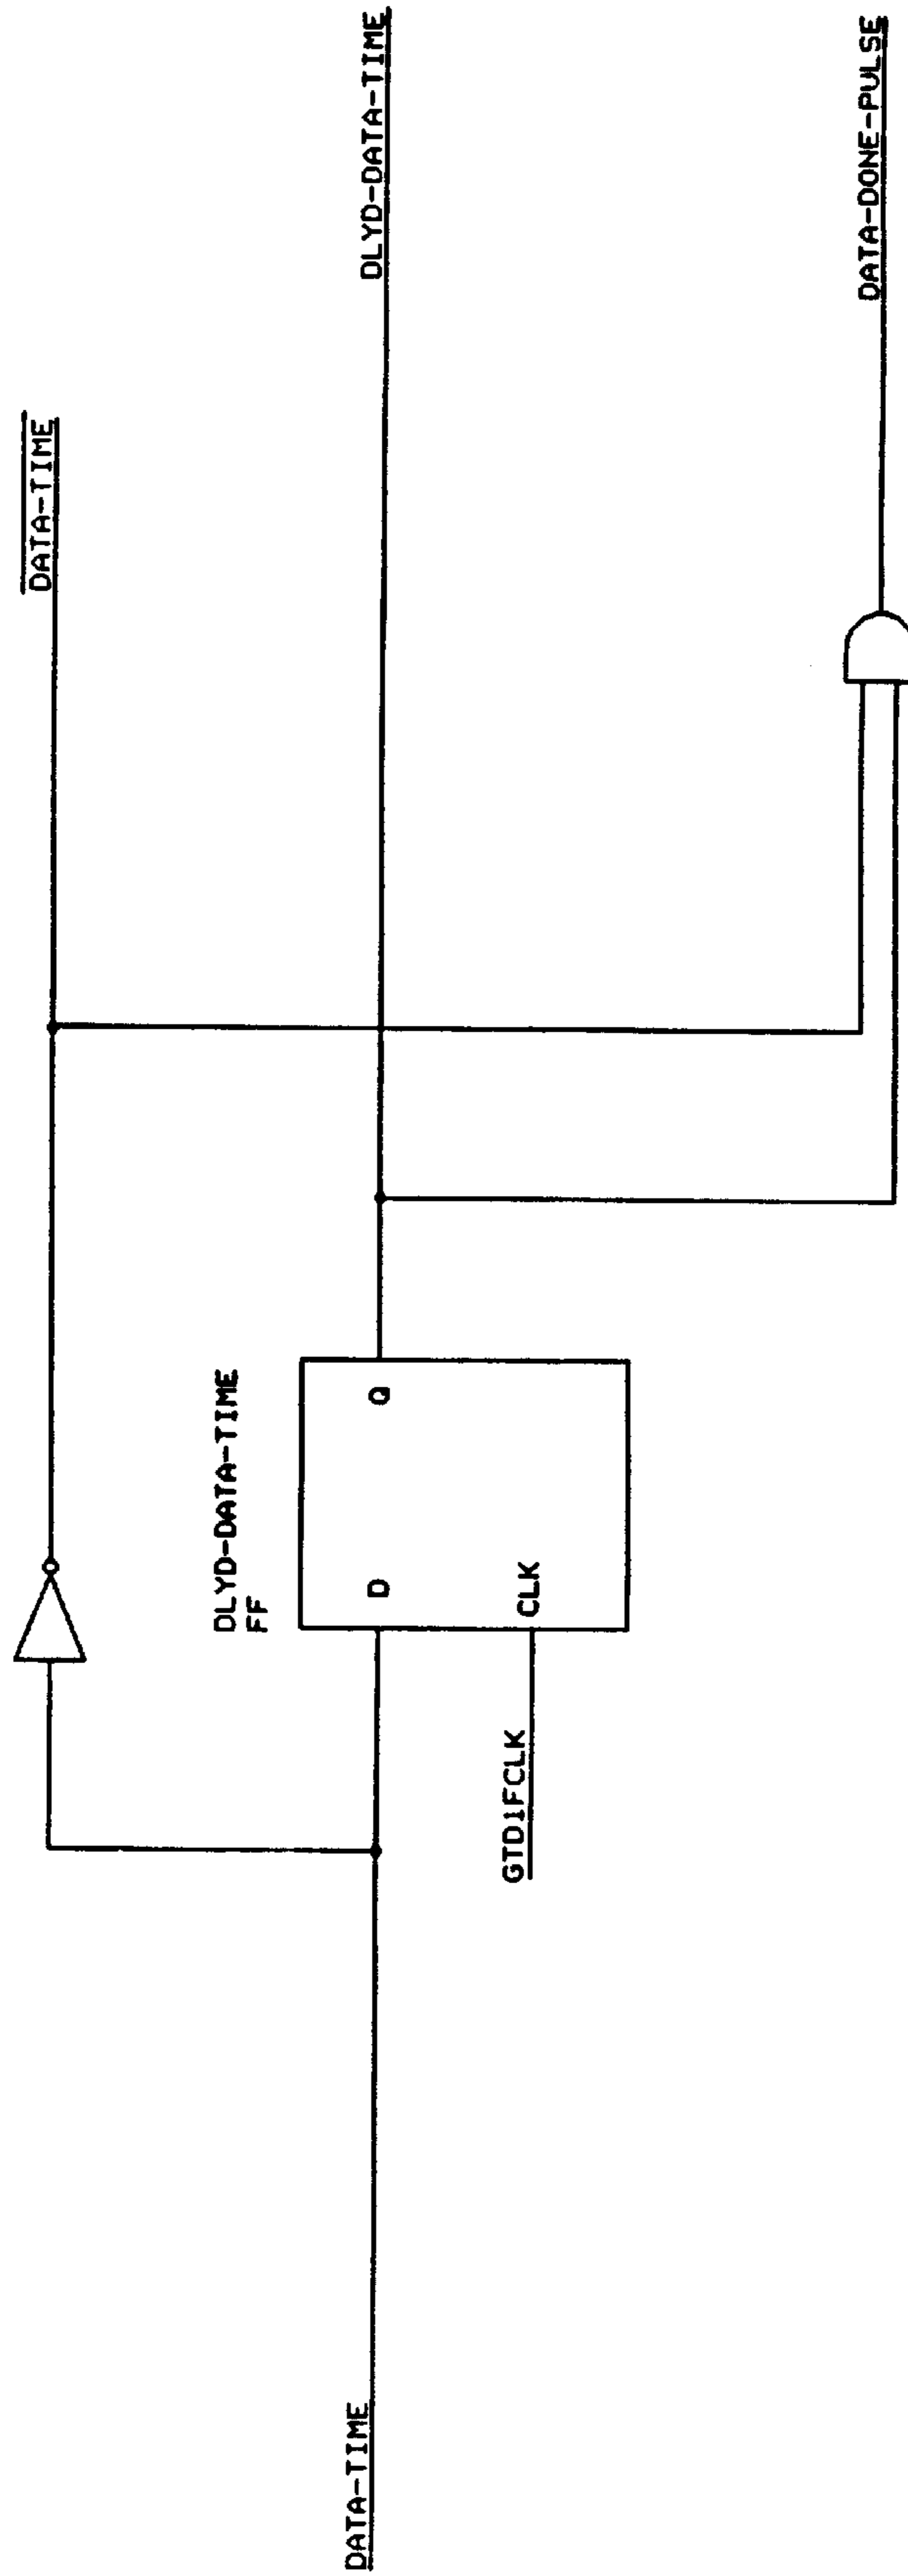 DATA-TIME
DLYD-DATA-TIME
DLYD-DATA-TIME
FF
D
Q
CLK
GTD1FCLK
DATA-TIME
DATA-DONE-PULSE